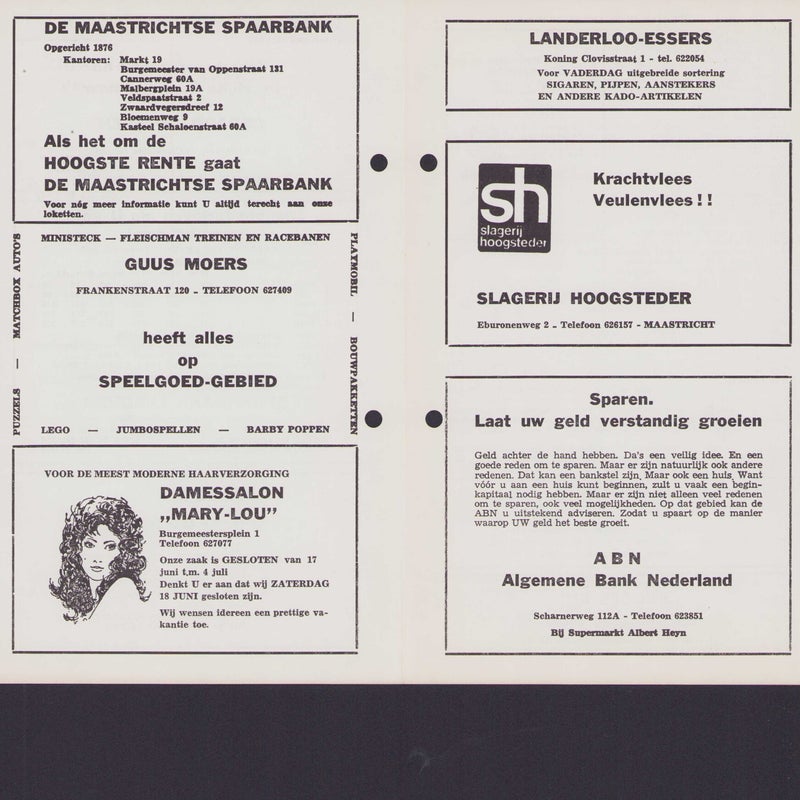 DE MAASTRICHTSE SPAARBANK
Opgericht 1876
Kantoren: Markt 19
Burgemeester van Oppenstraat 131
Cannerweg 60A
Malbergplein 19A
Veldspaatstraat 2
Zwaardvegersdreef 12
Bloemenweg 9
Kasteel Schaloenstraat 60A
Als het om de
HOOGSTE RENTE gaat
DE MAASTRICHTSE SPAARBANK
Voor nóg meer informatie kunt U altijd terecht aan onze
loketten.
MINISTECK — FLEISCHMAN TREINEN EN RACEBANEN
PUZZELS — MATCHBOX AUTO'S
PLAYMOBIL — BOUWPAKKETTEN
GUUS MOERS
FRANKENSTRAAT 120 - TELEFOON 627409
heeft alles
op
SPEELGOED-GEBIED
LEGO — JUMBOSPELLEN — BARBY POPPEN
VOOR DE MEEST MODERNE HAARVERZORGING
DAMESSALON
„MARY-LOU”
Burgemeestersplein 1
Telefoon 627077
Onze zaak is GESLOTEN van 17
juni t.m. 4 juli
Denkt U er aan dat wij ZATERDAG
18 JUNI gesloten zijn.
Wij wensen idereen een prettige va-
kantie toe.
LANDERLOO-ESSERS
Koning Clovisstraat 1 - tel. 622054
Voor VADERDAG uitgebreide sortering
SIGAREN, PIJPEN, AANSTEKERS
EN ANDERE KADO-ARTIKELEN
sh
slagerij
hoogsteder
Krachtvlees
Veulenvlees ! !
SLAGERIJ HOOGSTEDER
Eburonenweg 2 - Telefoon 626157 - MAASTRICHT
Sparen.
Laat uw geld verstandig groeien
Geld achter de hand hebben. Da's een veilig idee. En een
goede reden om te sparen. Maar er zijn natuurlijk ook andere
redenen. Dat kan een bankstel zijn. Maar ook een huis. Want
vóór u aan een huis kunt beginnen, zult u vaak een begin-
kapitaal nodig hebben. Maar er zijn niet alleen veel redenen
om te sparen, ook veel mogelijkheden. Op dat gebied kan de
ABN u uitstekend adviseren. Zodat u spaart op de manier
waarop UW geld het beste groeit.
A B N
Algemene Bank Nederland
Scharnerweg 112A - Telefoon 623851
Bij Supermarkt Albert Heyn